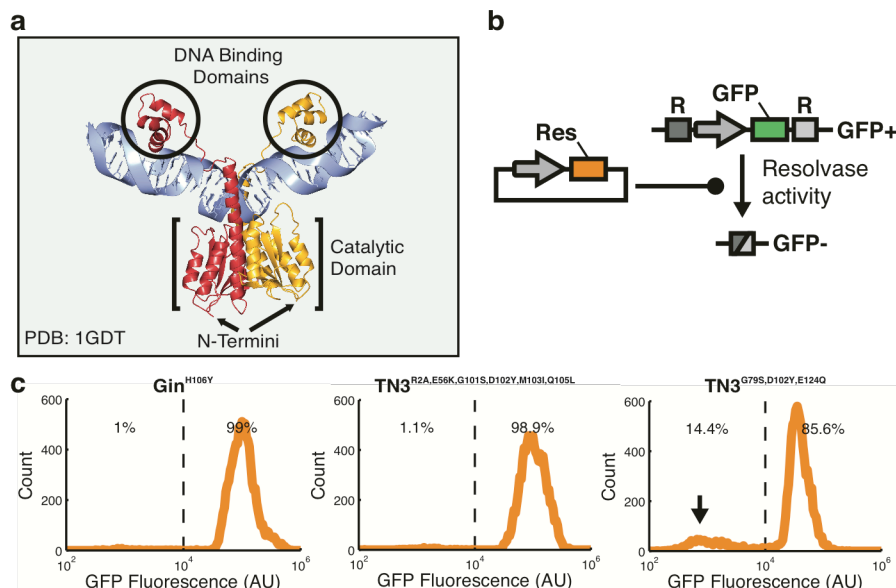 a
DNA Binding
Domains
Catalytic
Domain
N-Termini
PDB: 1GDT
b
GFP
R
R
GFP+
Res
Resolvase
activity
GFP-
c
Gin^H106Y
1%
99%
600
400
200
0
Count
10^2
10^4
10^6
GFP Fluorescence (AU)
TN3^R2A,E56K,G101S,D102Y,M103I,Q105L
1.1%
98.9%
600
400
200
0
Count
10^2
10^4
10^6
GFP Fluorescence (AU)
TN3^G79S,D102Y,E124Q
14.4%
85.6%
600
400
200
0
Count
10^2
10^4
10^6
GFP Fluorescence (AU)